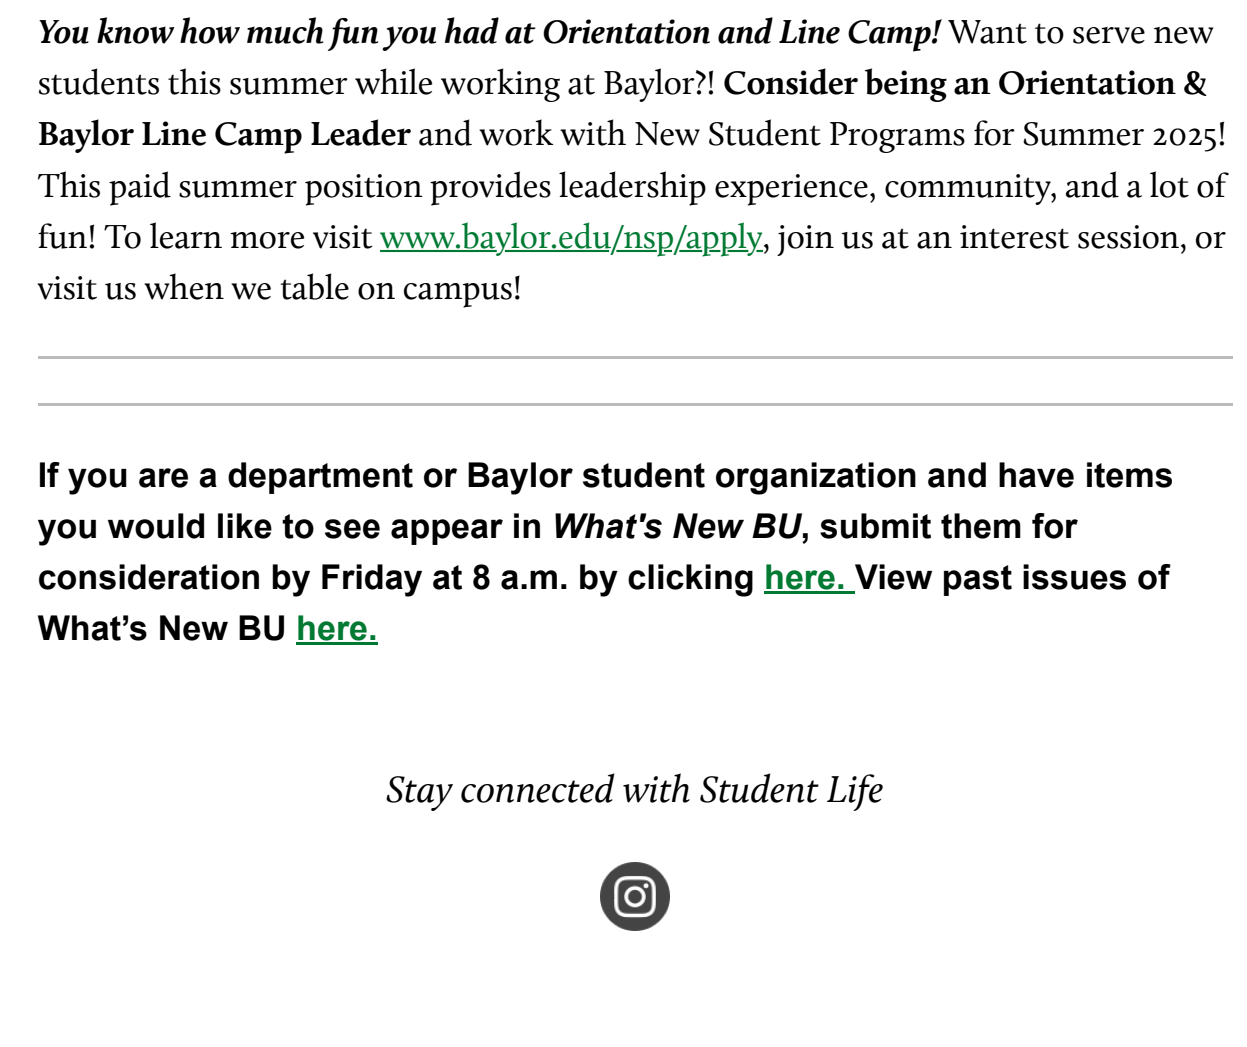 You know how much fun you had at Orientation and Line Camp! Want to serve new
students this summer while working at Baylor?! Consider being an Orientation &
Baylor Line Camp Leader and work with New Student Programs for Summer 2025!
This paid summer position provides leadership experience, community, and a lot of
fun! To learn more visit www.baylor.edu/nsp/apply, join us at an interest session, or
visit us when we table on campus!
If you are a department or Baylor student organization and have items
you would like to see appear in What's New BU, submit them for
consideration by Friday at 8 a.m. by clicking here. View past issues of
What’s New BU here.
Stay connected with Student Life